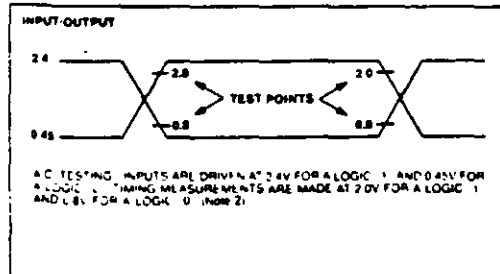 INPUT-OUTPUT
2.4
2.0 2.0
TEST POINTS
0.8 0.8
0.45
A.C. TESTING: INPUTS ARE DRIVEN AT 2.4V FOR A LOGIC 1 AND 0.45V FOR
A LOGIC TIMING MEASUREMENTS ARE MADE AT 2.0V FOR A LOGIC 1
AND 0.8V FOR A LOGIC 0 (Note 2)